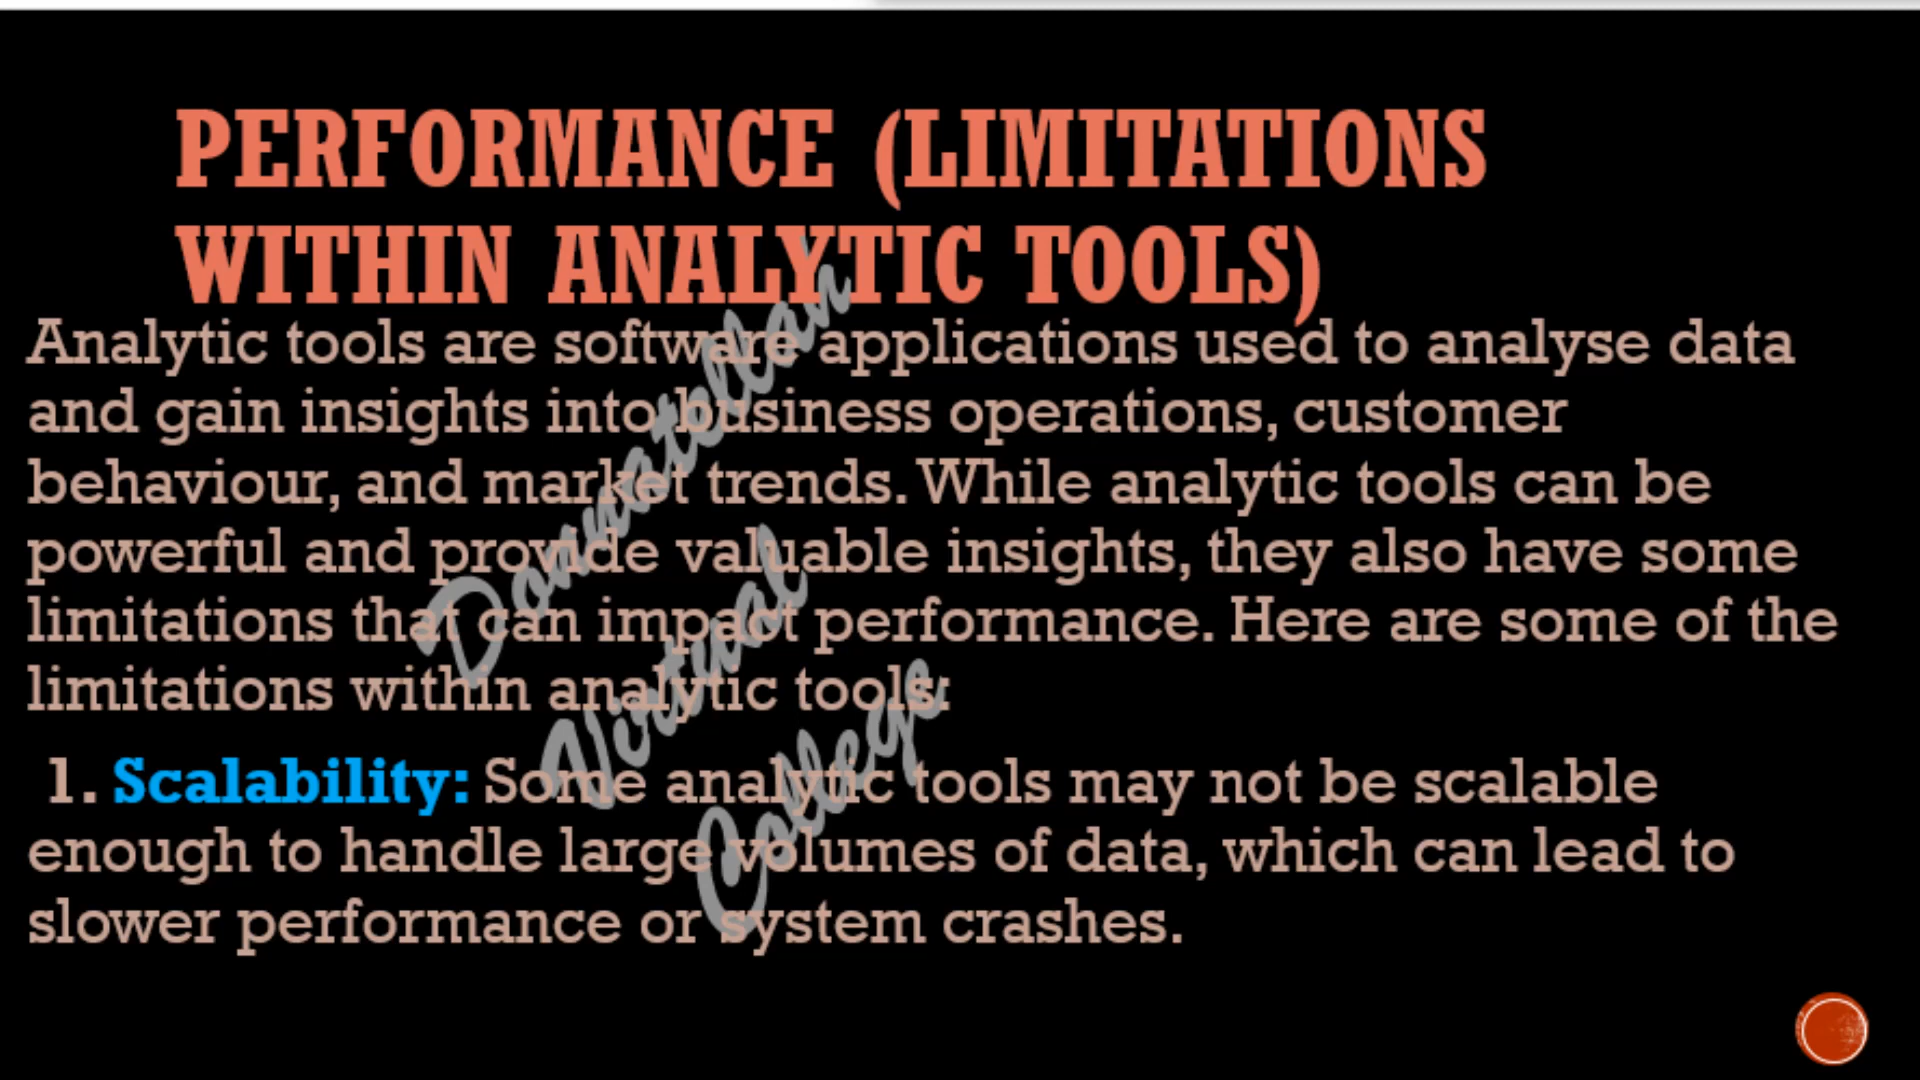 PERFORMANCE (LIMITATIONS
WITHIN ANALYTIC TOOLS)
Analytic tools are software applications used to analyse data
and gain insights into business operations, customer
behaviour, and market trends. While analytic tools can be
powerful and provide valuable insights, they also have some
limitations that can impact performance. Here are some of the
limitations within analytic tools:
1. Scalability: Some analytic tools may not be scalable
enough to handle large volumes of data, which can lead to
slower performance or system crashes.
Donnatellan
Virtual
College